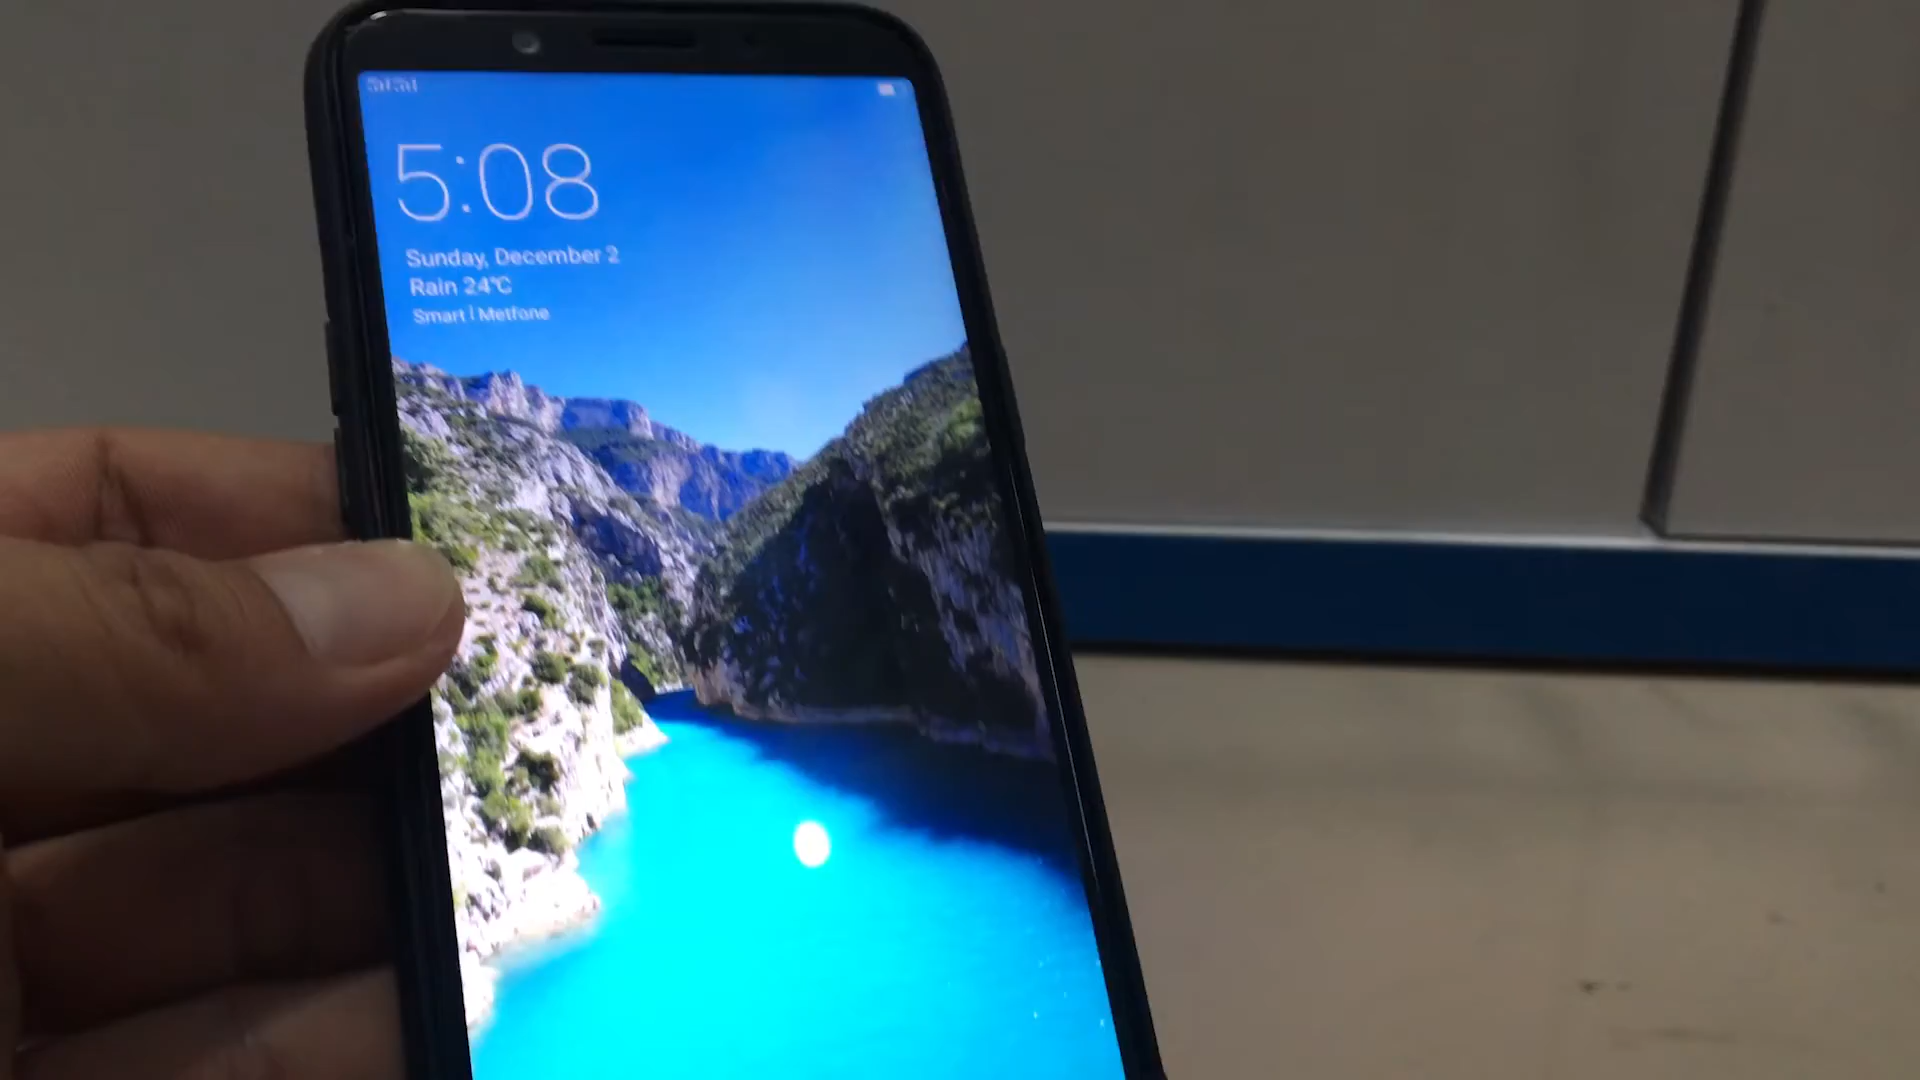 5:08
Sunday, December 2
Rain 24°C
Smart | Metfone